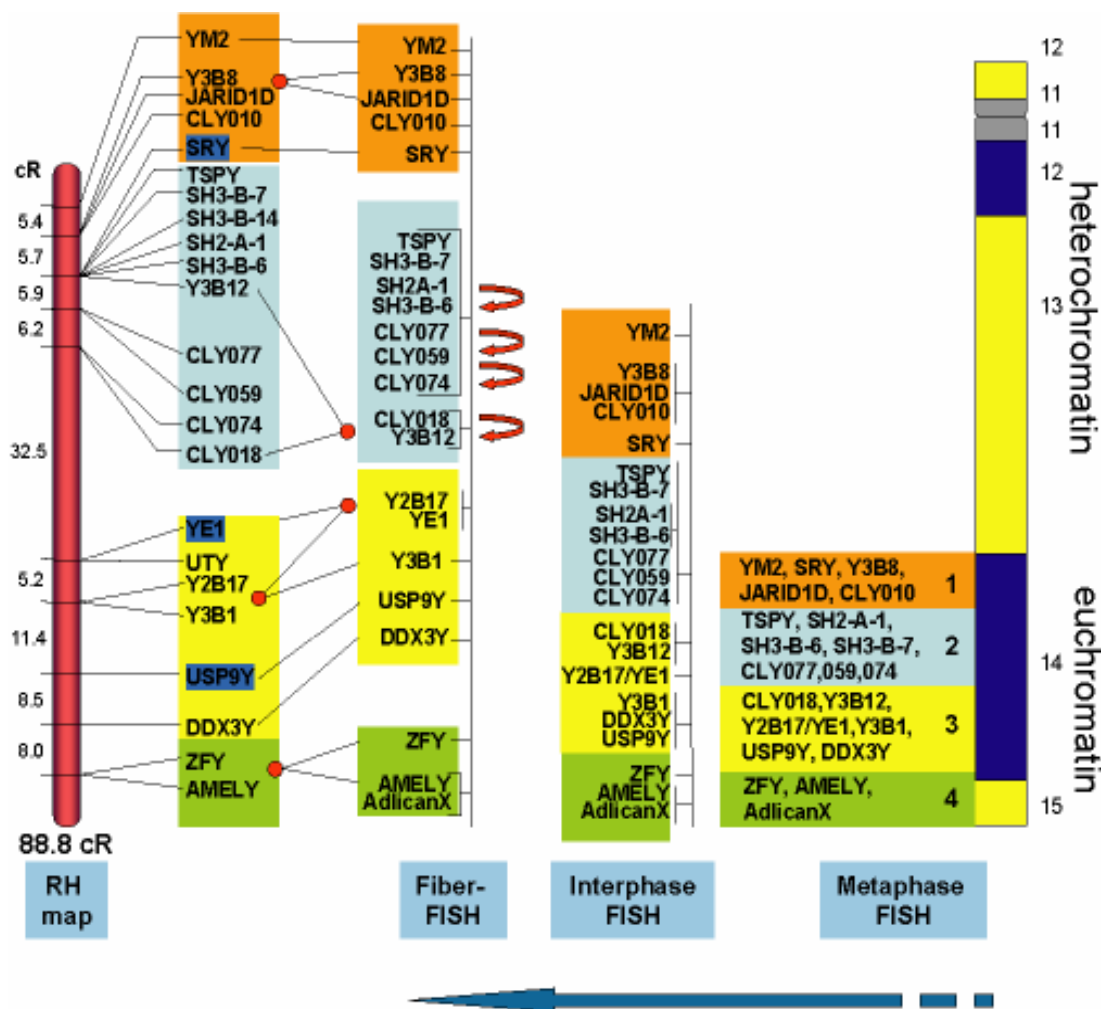 YM2
Y3B8
JARID1D
CLY010
SRY
TSPY
SH3-B-7
SH3-B-14
SH2-A-1
SH3-B-6
Y3B12
CLY077
CLY059
CLY074
CLY018
YE1
UTY
Y2B17
Y3B1
USP9Y
DDX3Y
ZFY
AMELY
cR
5.4
5.7
5.9
6.2
32.5
5.2
11.4
8.5
8.0
88.8 cR
YM2
Y3B8
JARID1D
CLY010
SRY
TSPY
SH3-B-7
SH2A-1
SH3-B-6
CLY077
CLY059
CLY074
CLY018
Y3B12
Y2B17
YE1
Y3B1
USP9Y
DDX3Y
ZFY
AMELY
AdlicanX
YM2
Y3B8
JARID1D
CLY010
SRY
TSPY
SH3-B-7
SH2A-1
SH3-B-6
CLY077
CLY059
CLY074
CLY018
Y3B12
Y2B17/YE1
Y3B1
DDX3Y
USP9Y
ZFY
AMELY
AdlicanX
YM2, SRY, Y3B8,
JARID1D, CLY010
1
TSPY, SH2-A-1,
SH3-B-6, SH3-B-7,
CLY077,059,074
2
CLY018,Y3B12,
Y2B17/YE1,Y3B1,
USP9Y, DDX3Y
3
ZFY, AMELY,
AdlicanX
4
12
11
11
12
13
14
15
heterochromatin
euchromatin
RH
map
Fiber-
FISH
Interphase
FISH
Metaphase
FISH